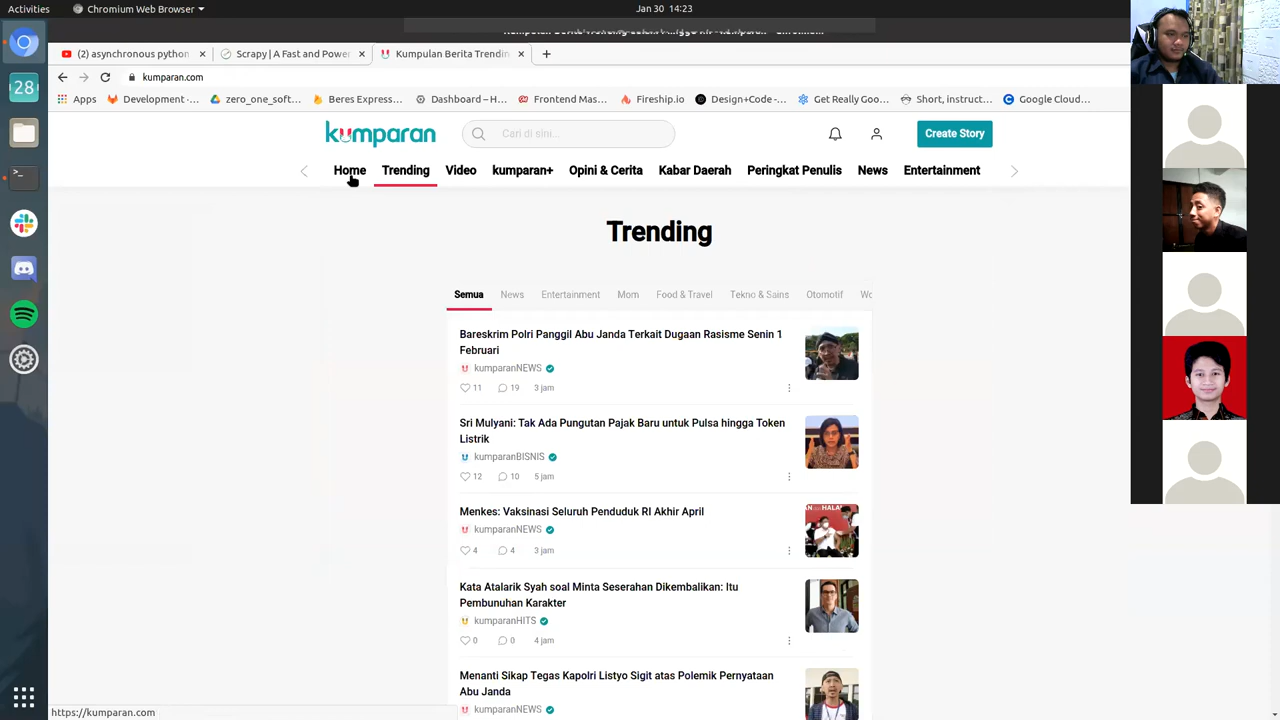 Activities
Chromium Web Browser
Jan 30 14:23
(2) asynchronous python
Scrapy | A Fast and Power
Kumpulan Berita Trendin
kumparan.com
Apps
Development -...
zero_one_soft...
Beres Express...
Dashboard – H...
Frontend Mas...
Fireship.io
Design+Code -...
Get Really Goo...
Short, instruct...
Google Cloud...
28
kumparan
Cari di sini...
Create Story
Home
Trending
Video
kumparan+
Opini & Cerita
Kabar Daerah
Peringkat Penulis
News
Entertainment
Trending
Semua
News
Entertainment
Mom
Food & Travel
Tekno & Sains
Otomotif
Wo
Bareskrim Polri Panggil Abu Janda Terkait Dugaan Rasisme Senin 1
Februari
kumparanNEWS
11 19 3 jam
Sri Mulyani: Tak Ada Pungutan Pajak Baru untuk Pulsa hingga Token
Listrik
kumparanBISNIS
12 10 5 jam
Menkes: Vaksinasi Seluruh Penduduk RI Akhir April
kumparanNEWS
4 4 3 jam
Kata Atalarik Syah soal Minta Seserahan Dikembalikan: Itu
Pembunuhan Karakter
kumparanHITS
0 0 4 jam
Menanti Sikap Tegas Kapolri Listyo Sigit atas Polemik Pernyataan
Abu Janda
kumparanNEWS
https://kumparan.com